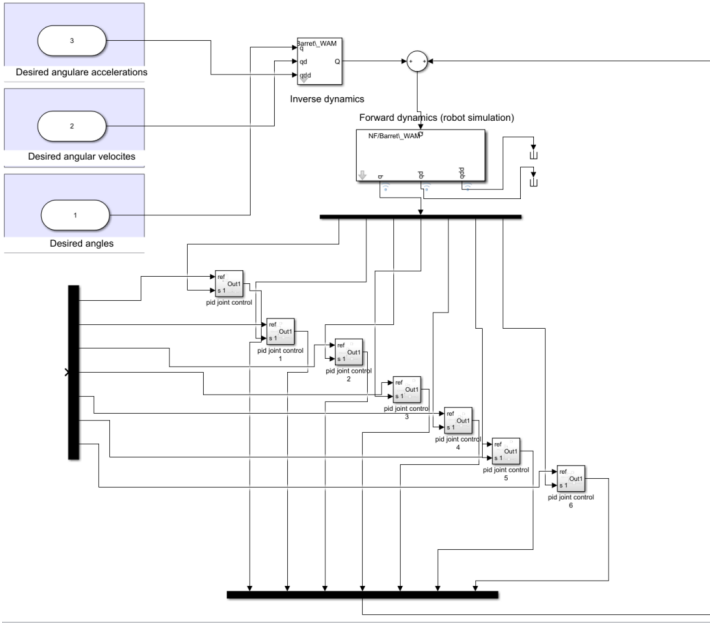 3
Desired angulare accelerations
2
Desired angular velocites
1
Desired angles
Barret\_WAM
q
qd
qdd
Q
Inverse dynamics
+
+
Forward dynamics (robot simulation)
NF/Barret\_WAM
Q
q
qd
qdd
ref
s 1
Out1
pid joint control
ref
s 1
Out1
pid joint control
1
ref
s 1
Out1
pid joint control
2
ref
s 1
Out1
pid joint control
3
ref
s 1
Out1
pid joint control
4
ref
s 1
Out1
pid joint control
5
ref
s 1
Out1
pid joint control
6